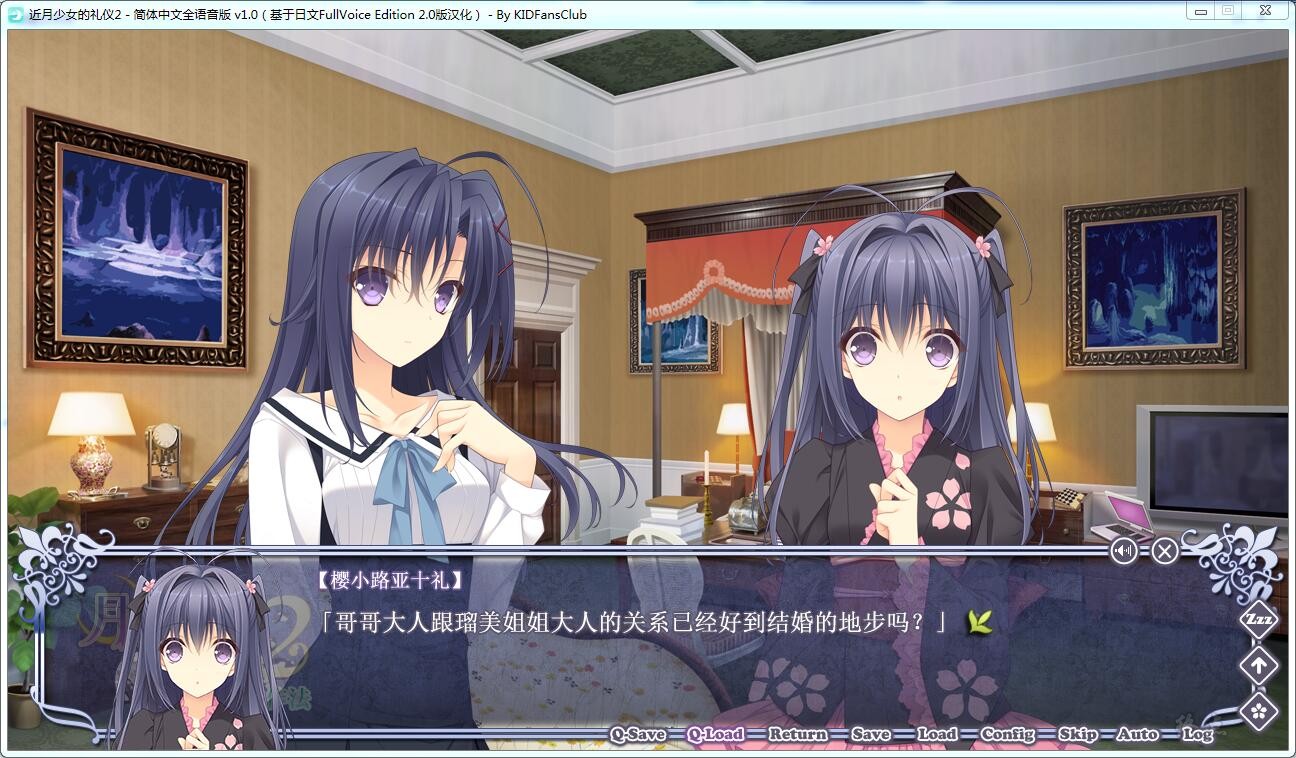 近月少女的礼仪2 - 简体中文全语音版 v1.0 ( 基于日文FullVoice Edition 2.0版汉化 ) - By KIDFansClub
【樱小路亚十礼】
「哥哥大人跟瑠美姐姐大人的关系已经好到结婚的地步吗？」
Zzz
Q-Save Q-Load Return Save Load Config Skip Auto Log